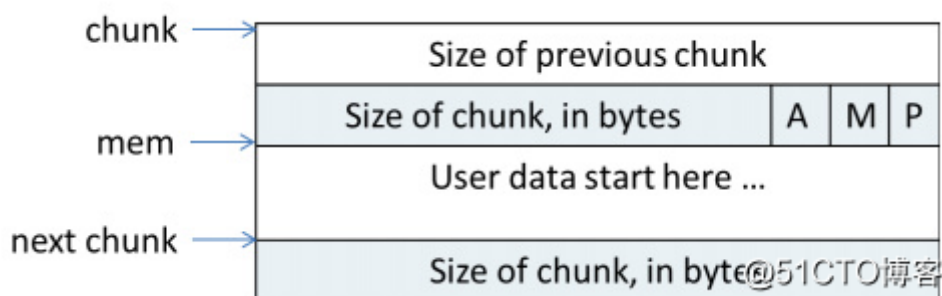 chunk
Size of previous chunk
Size of chunk, in bytes A M P
mem
User data start here ...
next chunk
Size of chunk, in bytes
@51CTO博客